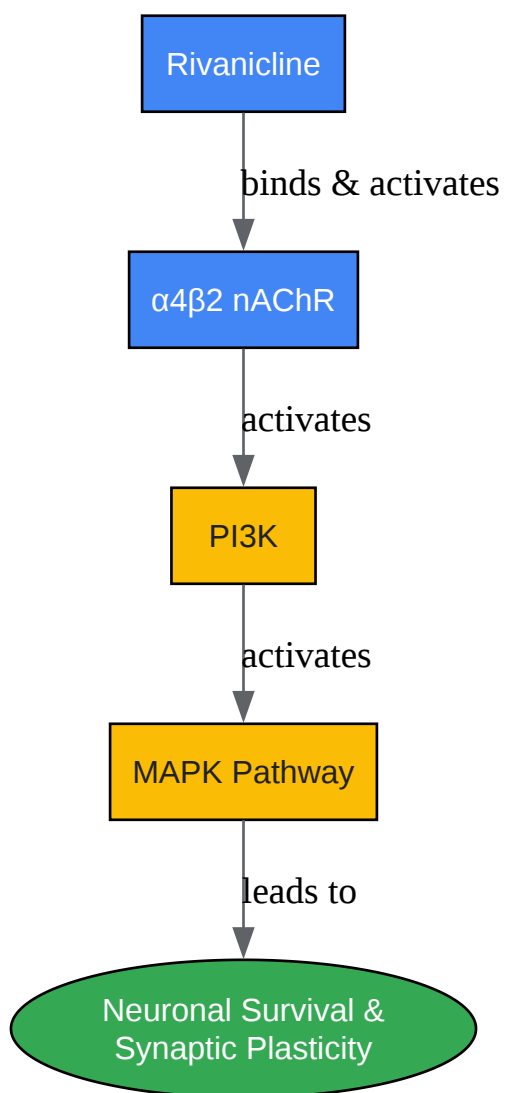 Rivanicline
binds & activates
α4β2 nAChR
activates
PI3K
activates
MAPK Pathway
leads to
Neuronal Survival &
Synaptic Plasticity